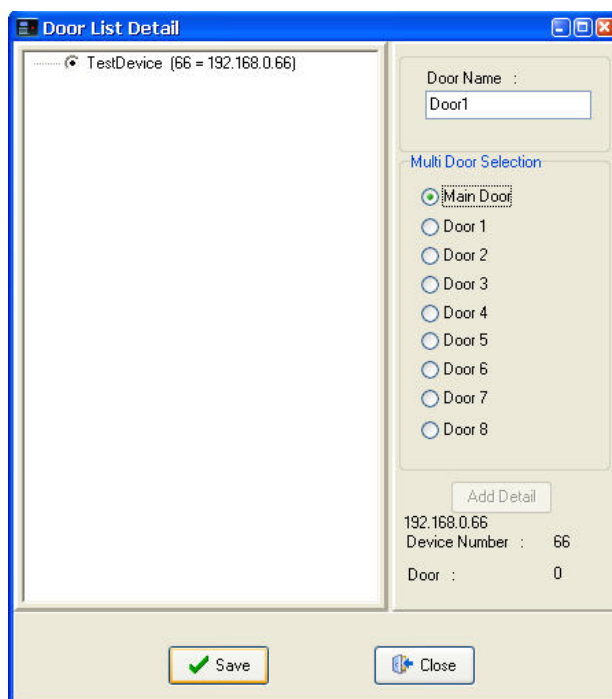 Door List Detail
TestDevice (66 = 192.168.0.66)
Door Name :
Door1
Multi Door Selection
Main Door
Door 1
Door 2
Door 3
Door 4
Door 5
Door 6
Door 7
Door 8
Add Detail
192.168.0.66
Device Number : 66
Door : 0
Save Close